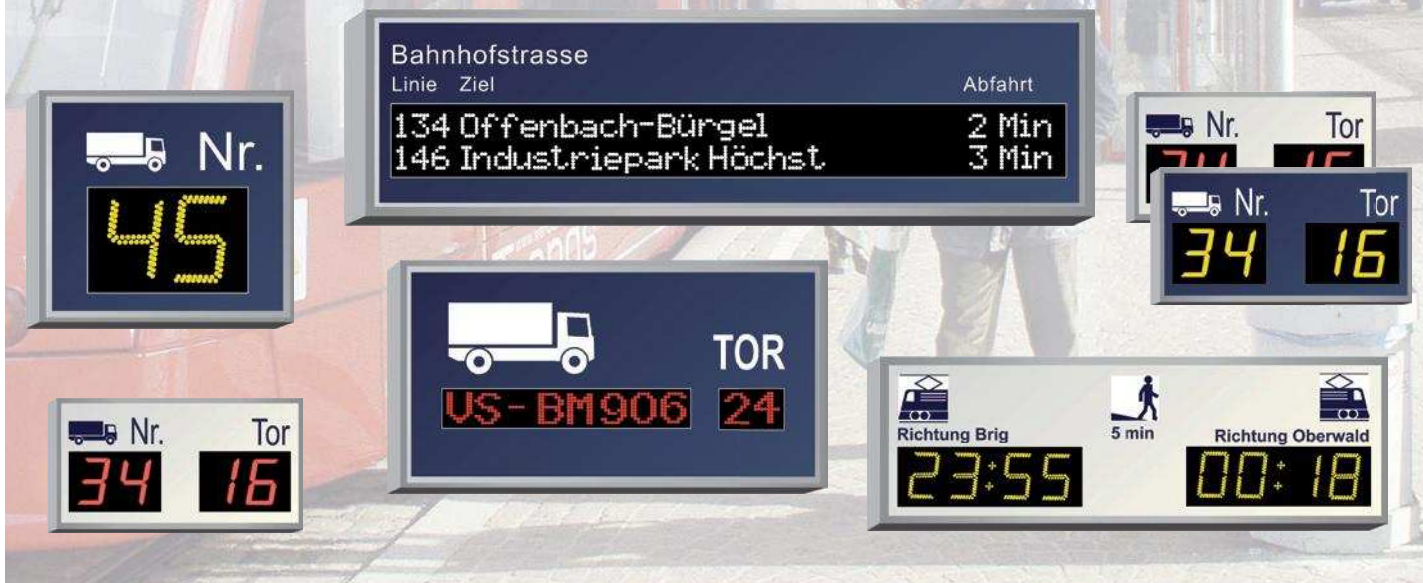 Bahnhofstrasse
Linie Ziel Abfahrt
134 Offenbach-Bürgel 2 Min
146 Industriepark Höchst 3 Min
Nr.
45
Nr. Tor
34 16
Nr. Tor
34 16
TOR
VS-BM906 24
Nr. Tor
34 16
5 min
Richtung Brig Richtung Oberwald
23:55 00:18